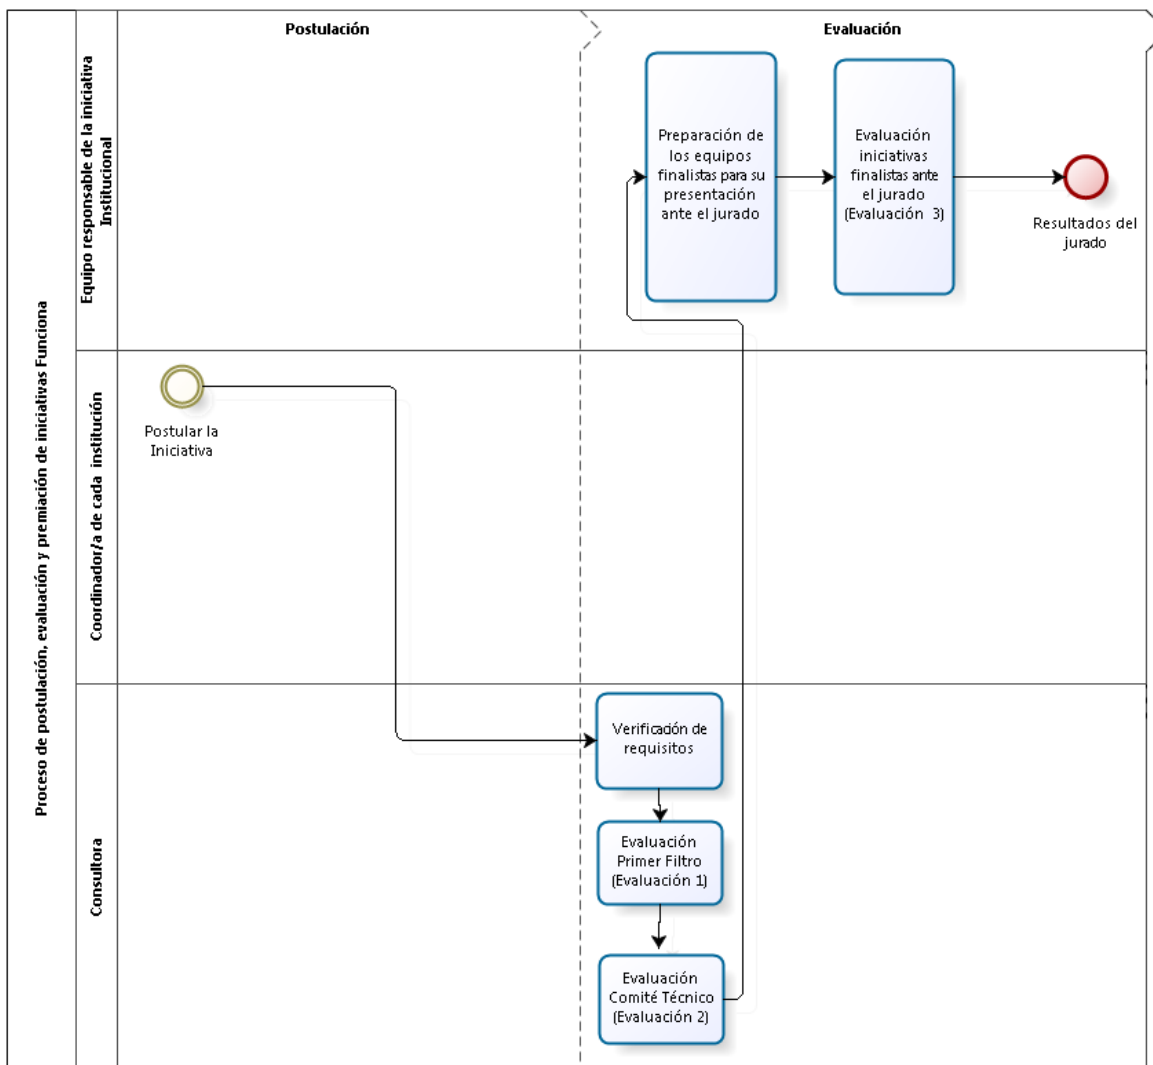 Postulación
Evaluación
Proceso de postulación, evaluación y premiación de iniciativas Funciona
Equipo responsable de la iniciativa
Institucional
Preparación de
los equipos
finalistas para su
presentación
ante el jurado
Evaluación
iniciativas
finalistas ante
el jurado
(Evaluación 3)
Resultados del
jurado
Coordinador/a de cada institución
Postular la
Iniciativa
Consultora
Verificación de
requisitos
Evaluación
Primer Filtro
(Evaluación 1)
Evaluación
Comité Técnico
(Evaluación 2)